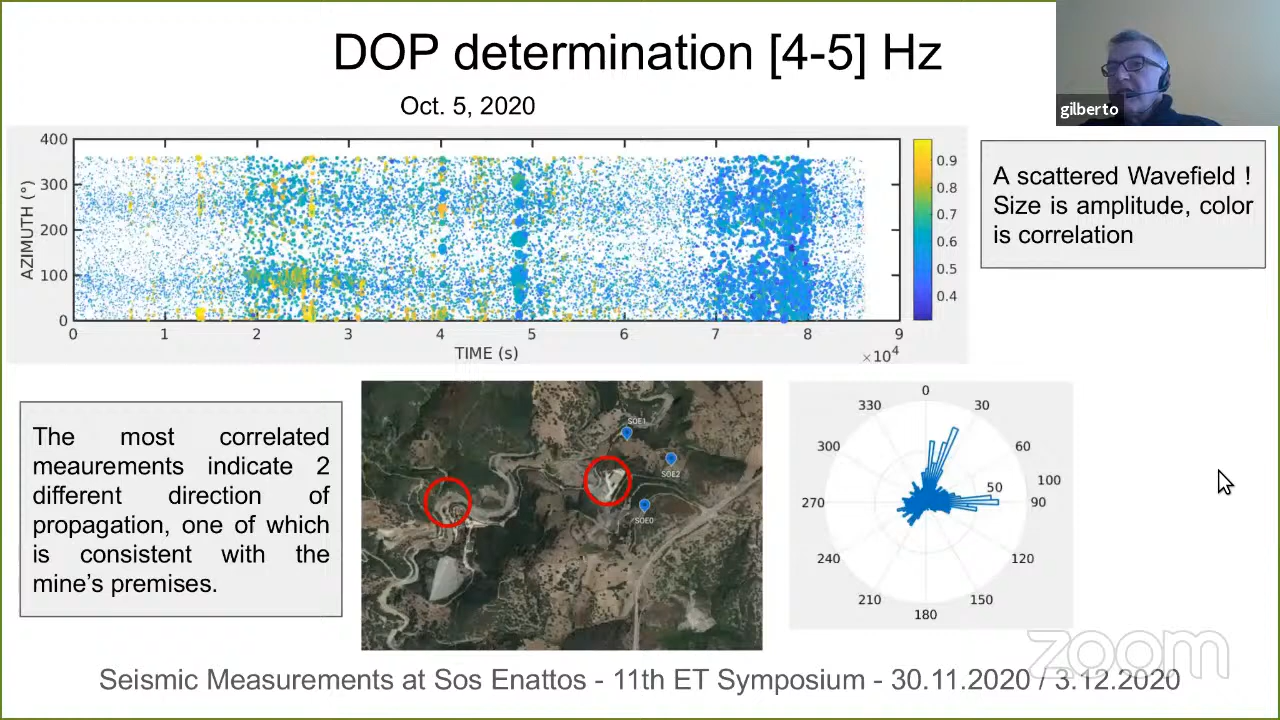 DOP determination [4-5] Hz
gilberto
Oct. 5, 2020
400
300
200
100
0
AZIMUTH (°)
1
2
3
4
5
6
7
8
9
TIME (s)
×10⁴
0.9
0.8
0.7
0.6
0.5
0.4
A scattered Wavefield !
Size is amplitude, color
is correlation
The most correlated
meaurements indicate 2
different direction of
propagation, one of which
is consistent with the
mine's premises.
SOE1
SOE2
SOE0
0
30
60
90
120
150
180
210
240
270
300
330
50
100
zoom
Seismic Measurements at Sos Enattos - 11th ET Symposium - 30.11.2020 / 3.12.2020